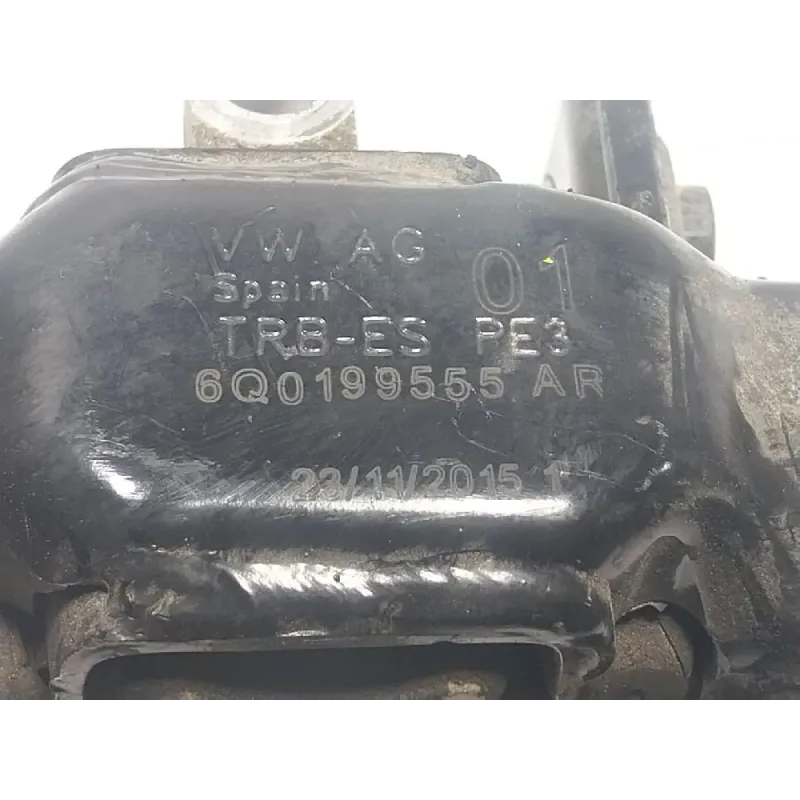 VW AG 01
Spain
TRB-ES PE3
6Q0199555 AR
23/11/2015 1